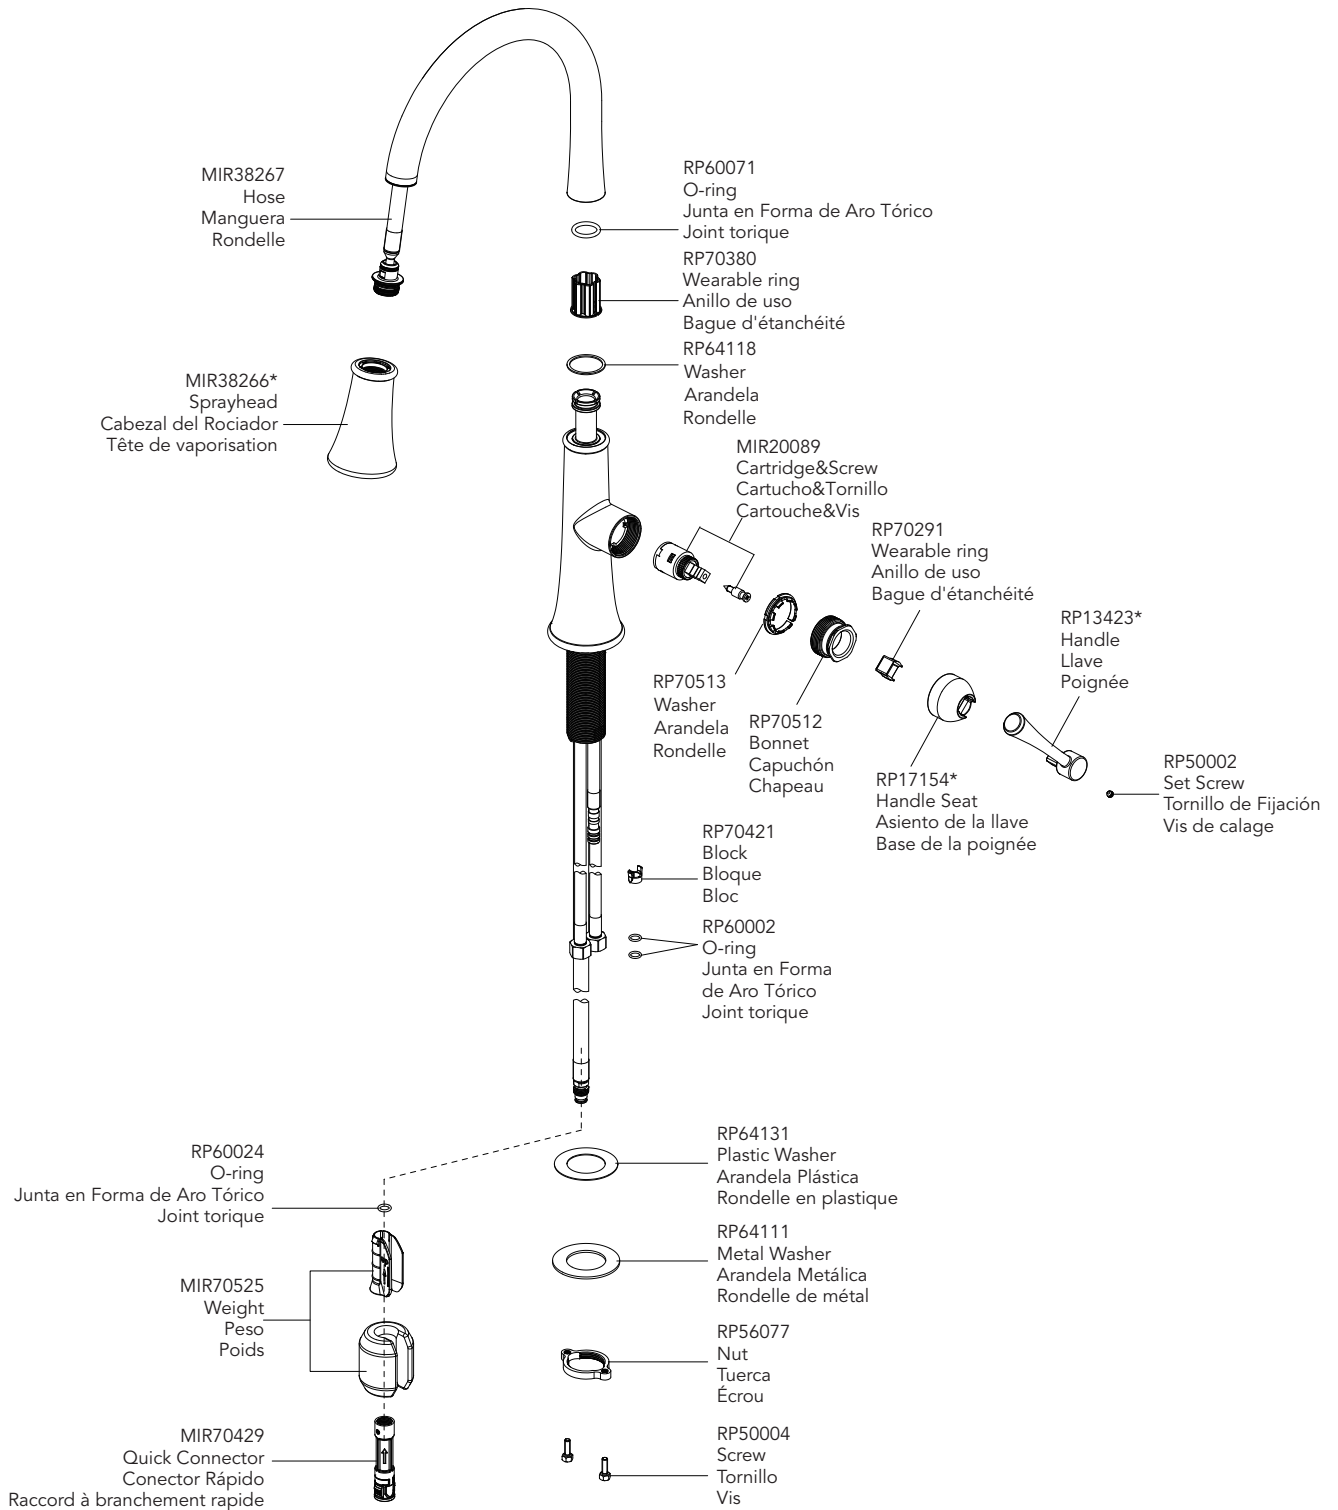 MIR38267
Hose
Manguera
Rondelle
RP60071
O-ring
Junta en Forma de Aro Tórico
Joint torique
RP70380
Wearable ring
Anillo de uso
Bague d'étanchéité
RP64118
Washer
Arandela
Rondelle
MIR38266*
Sprayhead
Cabezal del Rociador
Tête de vaporisation
MIR20089
Cartridge&Screw
Cartucho&Tornillo
Cartouche&Vis
RP70291
Wearable ring
Anillo de uso
Bague d'étanchéité
RP13423*
Handle
Llave
Poignée
RP70513
Washer
Arandela
Rondelle
RP70512
Bonnet
Capuchón
Chapeau
RP17154*
Handle Seat
Asiento de la llave
Base de la poignée
RP50002
Set Screw
Tornillo de Fijación
Vis de calage
RP70421
Block
Bloque
Bloc
RP60002
O-ring
Junta en Forma
de Aro Tórico
Joint torique
RP60024
O-ring
Junta en Forma de Aro Tórico
Joint torique
RP64131
Plastic Washer
Arandela Plástica
Rondelle en plastique
RP64111
Metal Washer
Arandela Metálica
Rondelle de métal
MIR70525
Weight
Peso
Poids
RP56077
Nut
Tuerca
Écrou
MIR70429
Quick Connector
Conector Rápido
Raccord à branchement rapide
RP50004
Screw
Tornillo
Vis